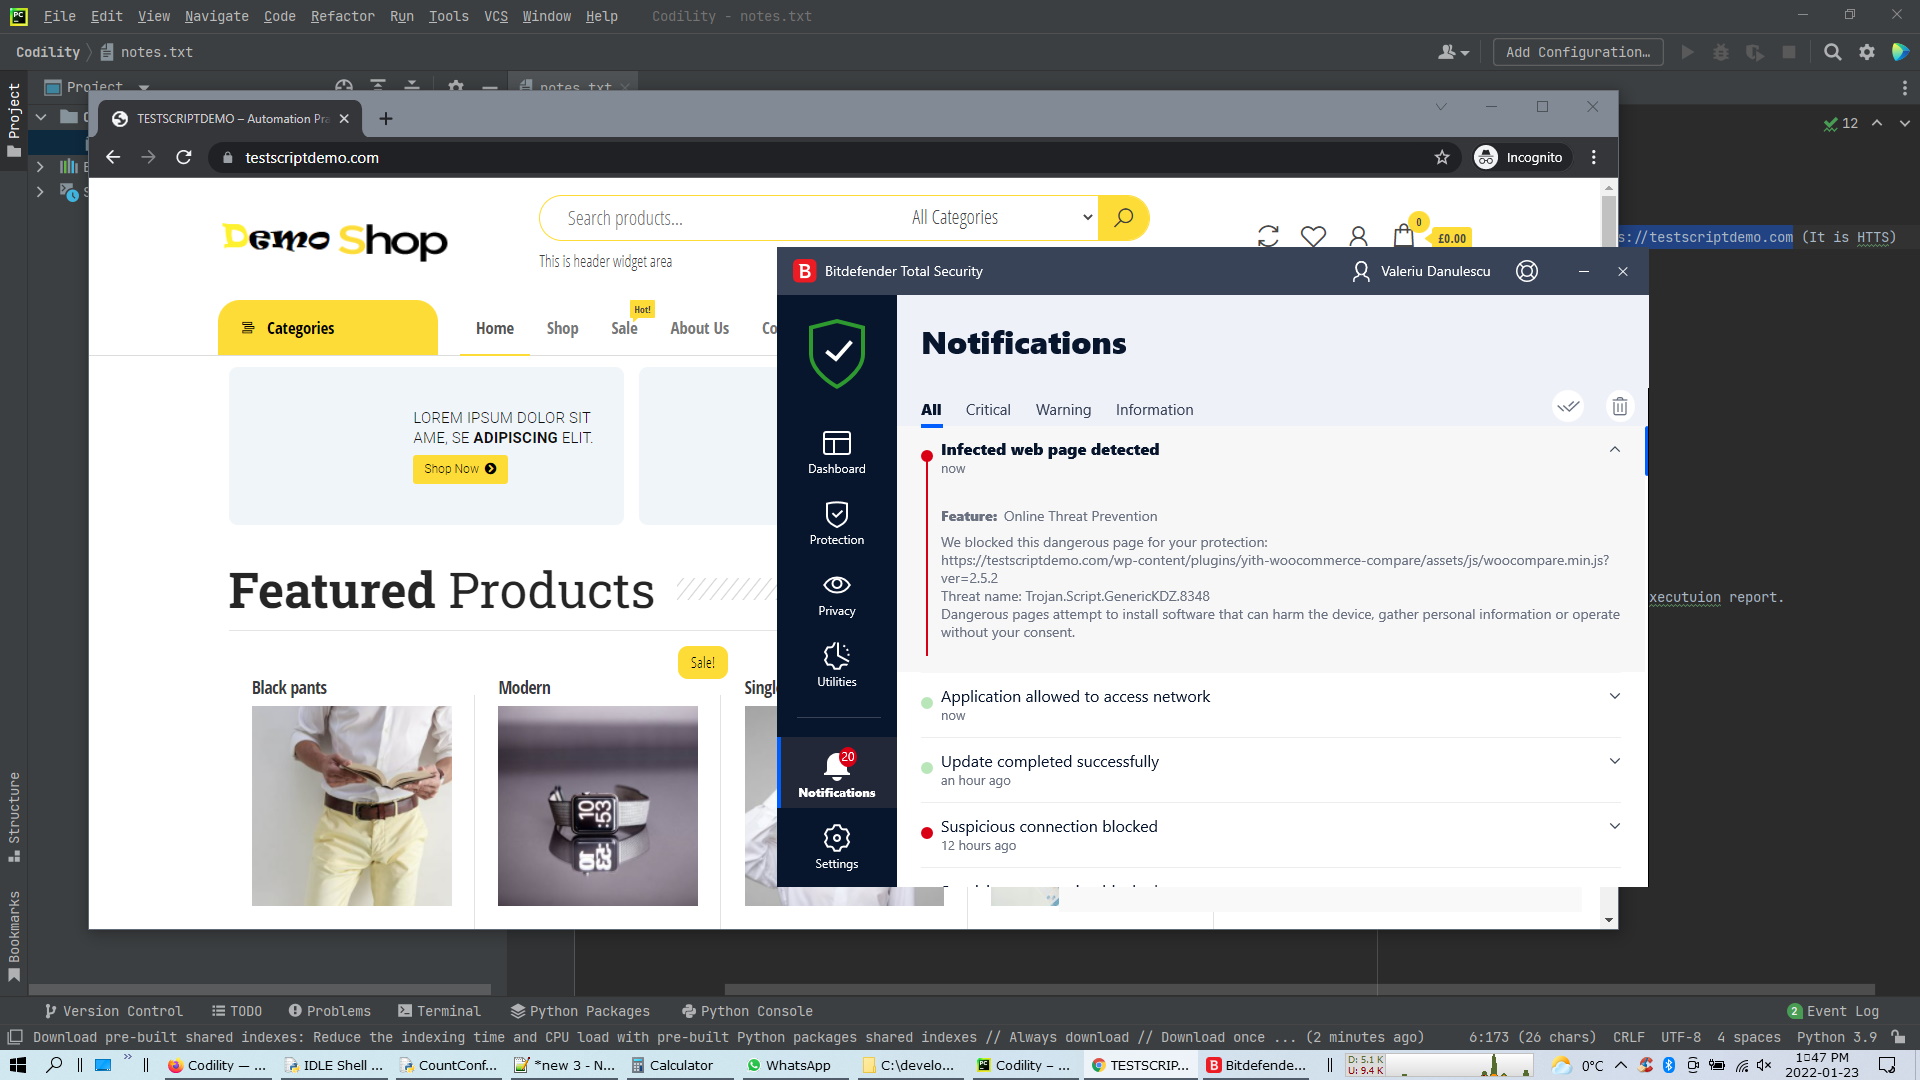 File Edit View Navigate Code Refactor Run Tools VCS Window Help Codility - notes.txt
Codility notes.txt
Add Configuration...
Project
Project
notes.txt
12
TESTSCRIPTDEMO – Automation Pra
testscriptdemo.com
Incognito
Demo Shop
Search products...
All Categories
0
£0.00
This is header widget area
s://testscriptdemo.com (It is HTTS)
Categories
Home
Shop
Sale
Hot!
About Us
Co
LOREM IPSUM DOLOR SIT
AME, SE ADIPISCING ELIT.
Shop Now
Featured Products
Sale!
Black pants
Modern
Singl
Bitdefender Total Security
Valeriu Danulescu
Dashboard
Protection
Privacy
Utilities
20
Notifications
Settings
Notifications
All
Critical
Warning
Information
Infected web page detected
now
Feature: Online Threat Prevention
We blocked this dangerous page for your protection:
https://testscriptdemo.com/wp-content/plugins/yith-woocommerce-compare/assets/js/woocompare.min.js?
ver=2.5.2
Threat name: Trojan.Script.GenericKDZ.8348
Dangerous pages attempt to install software that can harm the device, gather personal information or operate
without your consent.
Application allowed to access network
now
Update completed successfully
an hour ago
Suspicious connection blocked
12 hours ago
xecutuion report.
Structure
Bookmarks
Version Control
TODO
Problems
Terminal
Python Packages
Python Console
2 Event Log
Download pre-built shared indexes: Reduce the indexing time and CPU load with pre-built Python packages shared indexes // Always download // Download once ... (2 minutes ago)
6:173 (26 chars)
CRLF
UTF-8
4 spaces
Python 3.9
Codility — ...
IDLE Shell ...
CountConf...
*new 3 - N...
Calculator
WhatsApp
C:\develo...
Codility – ...
TESTSCRIP...
Bitdefende...
D: 5.1 K
U: 9.4 K
0°C
1:47 PM
2022-01-23